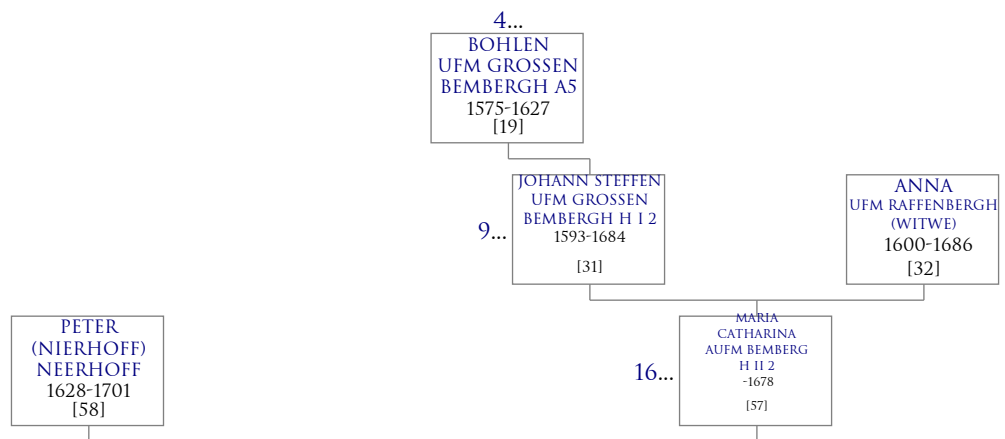 4...
BOHLEN
UFM GROSSEN
BEMBERGH A5
1575-1627
[19]
JOHANN STEFFEN
UFM GROSSEN
BEMBERGH H I 2
1593-1684
[31]
9...
ANNA
UFM RAFFENBERGH
(WITWE)
1600-1686
[32]
PETER
(NIERHOFF)
NEERHOFF
1628-1701
[58]
MARIA
CATHARINA
AUFM BEMBERG
H II 2
-1678
[57]
16...